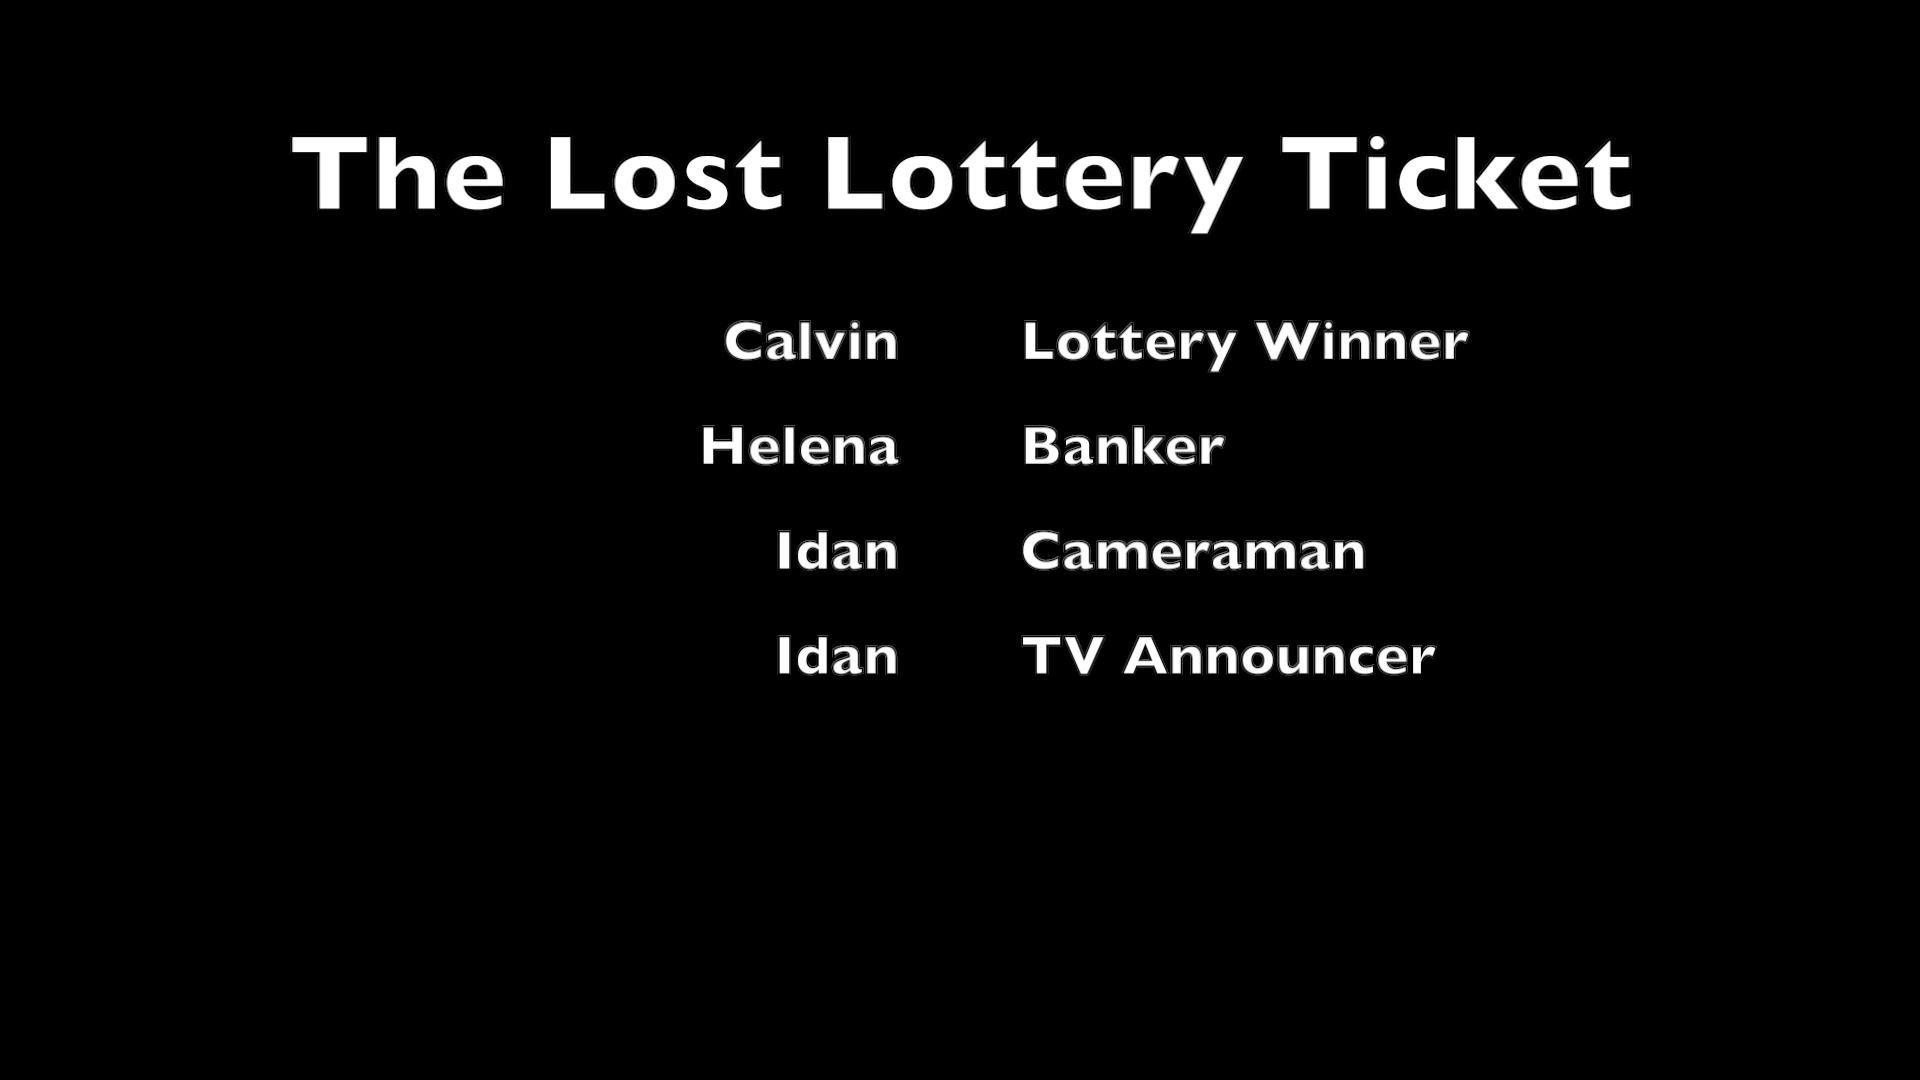 The Lost Lottery Ticket
Calvin Lottery Winner
Helena Banker
Idan Cameraman
Idan TV Announcer